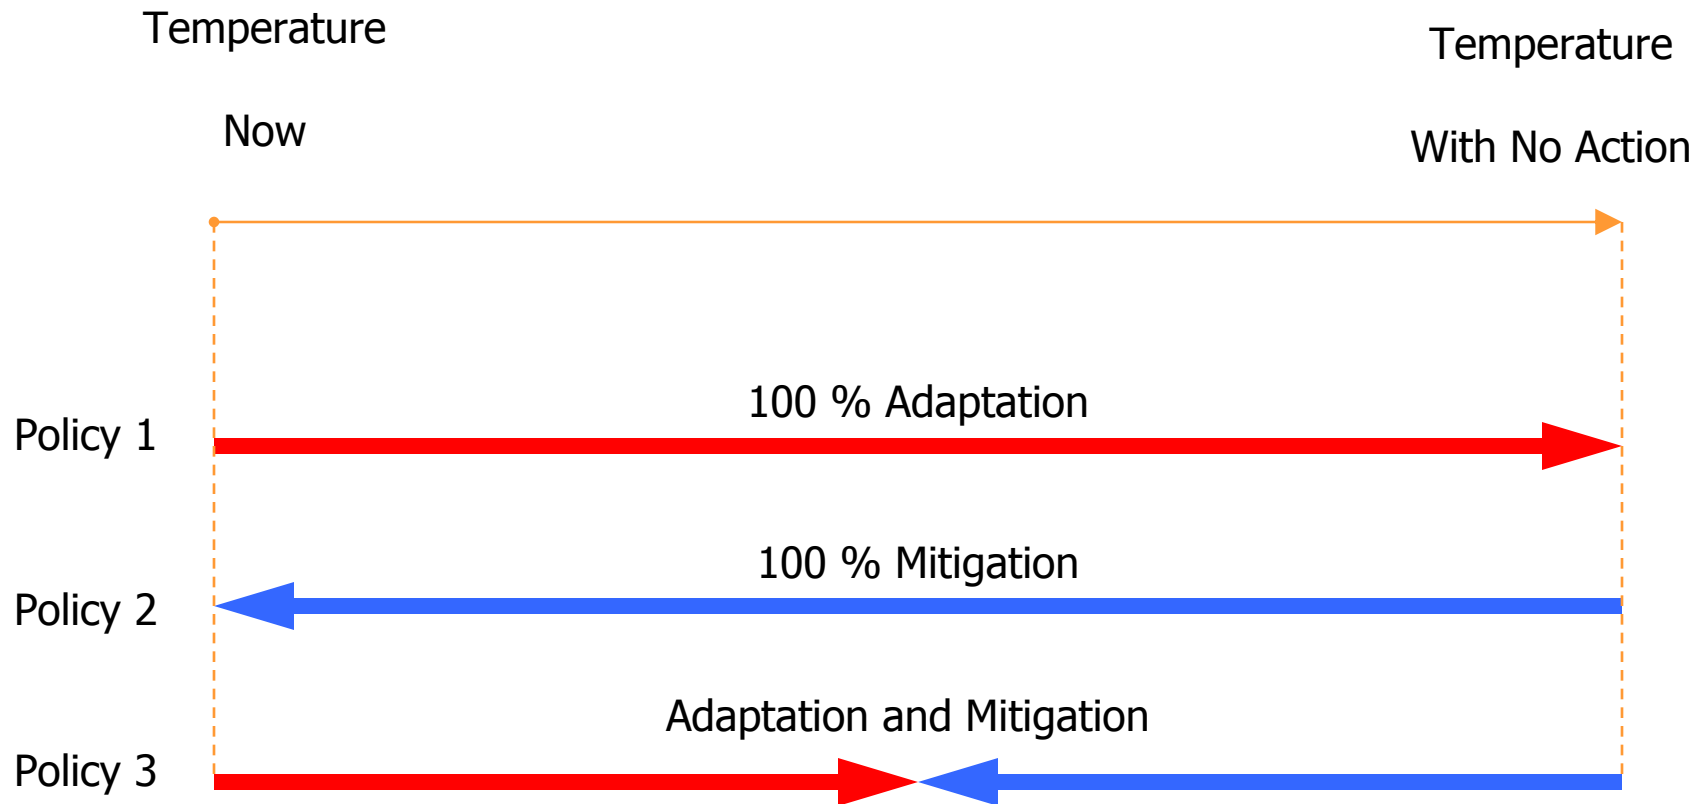 Temperature
Now
Temperature
With No Action
100 % Adaptation
Policy 1
100 % Mitigation
Policy 2
Adaptation and Mitigation
Policy 3